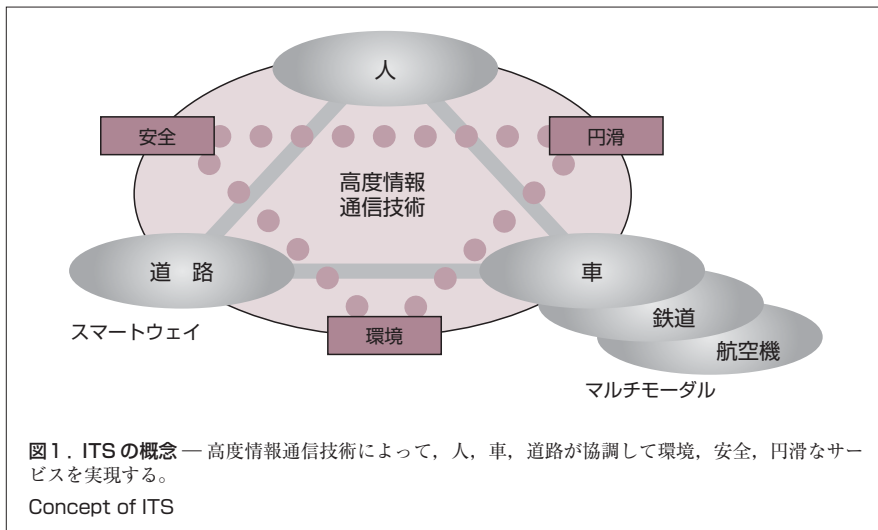 人
安全
円滑
高度情報
通信技術
道 路
車
鉄道
航空機
スマートウェイ
環境
マルチモーダル
図1．ITSの概念 — 高度情報通信技術によって，人，車，道路が協調して環境，安全，円滑なサー
ビスを実現する。
Concept of ITS